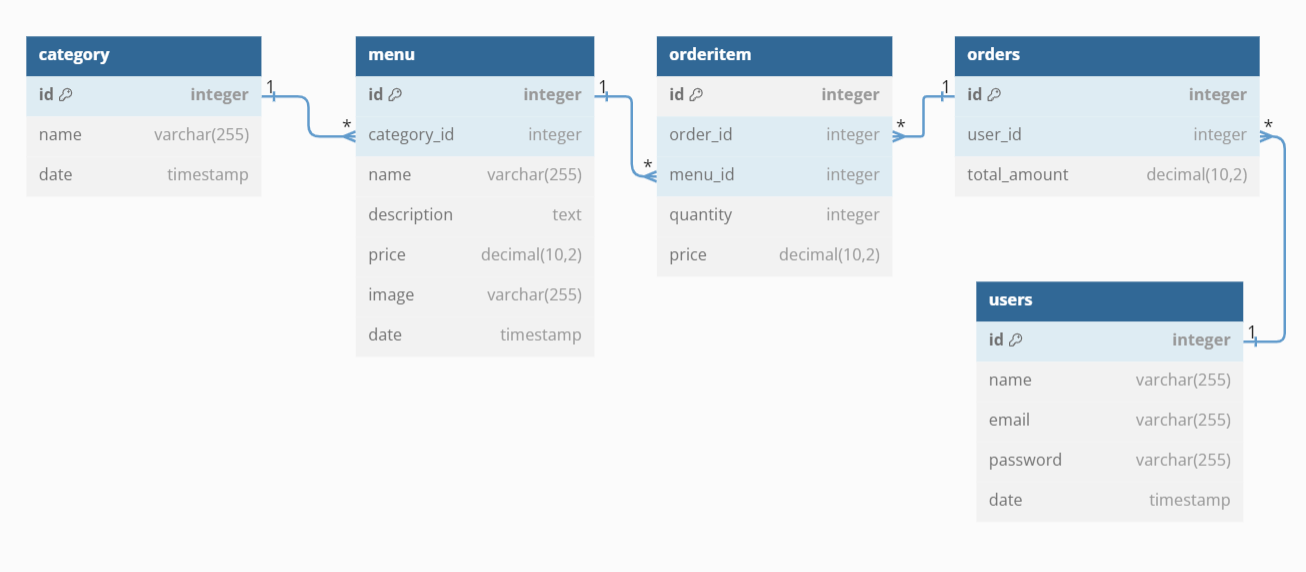 category
id integer
name varchar(255)
date timestamp
1
*
menu
id integer
category_id integer
name varchar(255)
description text
price decimal(10,2)
image varchar(255)
date timestamp
1
*
orderitem
id integer
order_id integer
menu_id integer
quantity integer
price decimal(10,2)
*
1
orders
id integer
user_id integer
total_amount decimal(10,2)
*
users
id integer
name varchar(255)
email varchar(255)
password varchar(255)
date timestamp
1